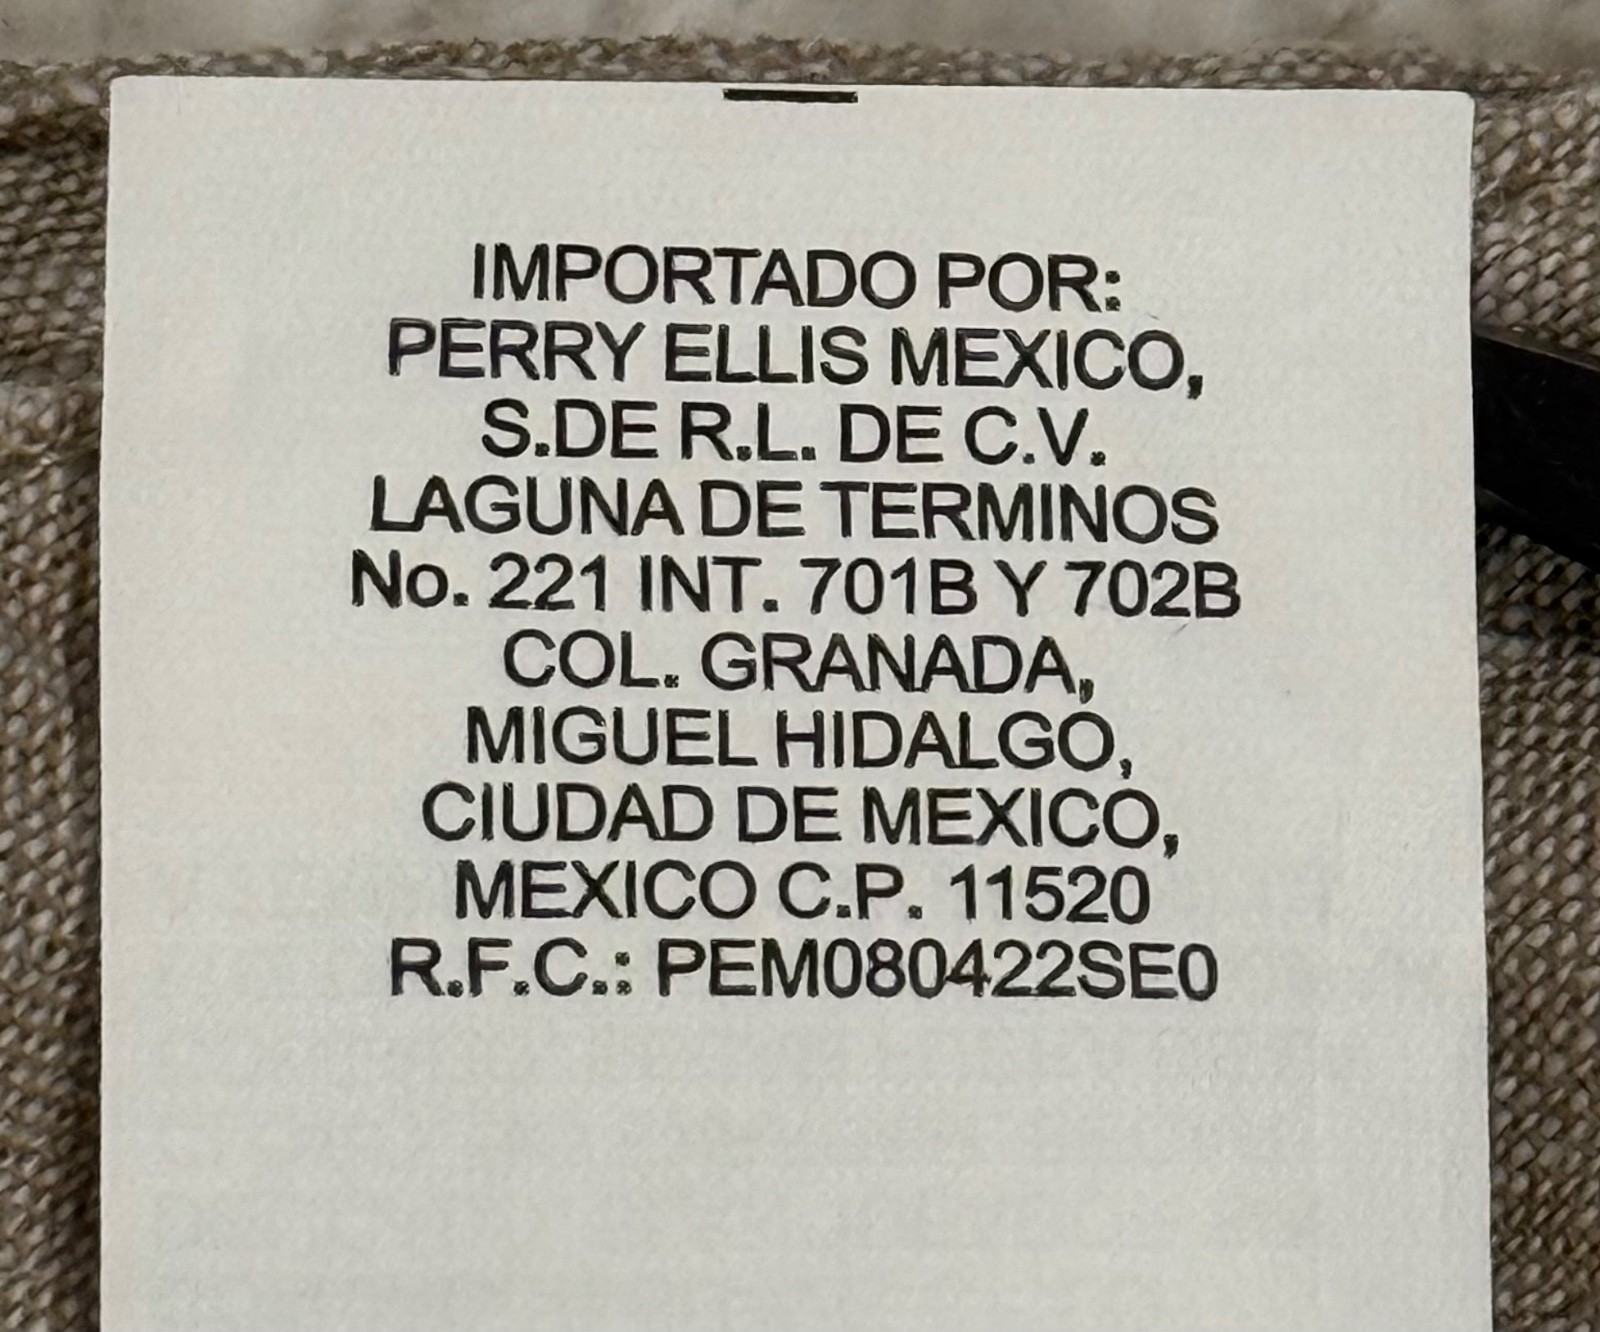 IMPORTADO POR:
PERRY ELLIS MEXICO,
S.DE R.L. DE C.V.
LAGUNA DE TERMINOS
No. 221 INT. 701B Y 702B
COL. GRANADA,
MIGUEL HIDALGO,
CIUDAD DE MEXICO,
MEXICO C.P. 11520
R.F.C.: PEM080422SE0